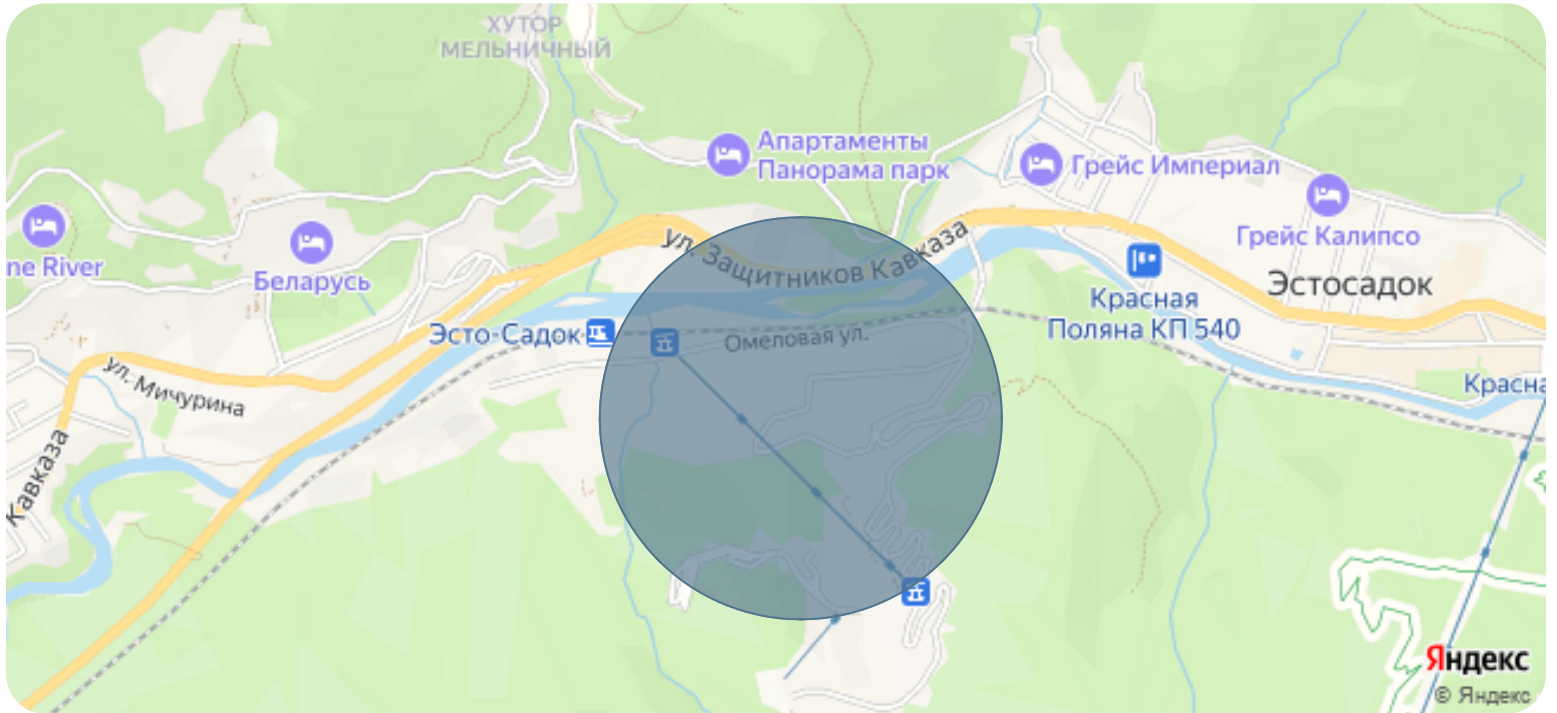 ХУТОР
МЕЛЬНИЧНЫЙ
Апартаменты
Панорама парк
Грейс Империал
Грейс Калипсо
ne River
Беларусь
ул. Защитников Кавказа
Красная
Поляна КП 540
Эстосадок
Эсто-Садок
Омеловая ул.
ул. Мичурина
Красна
Кавказа
Яндекс
© Яндекс